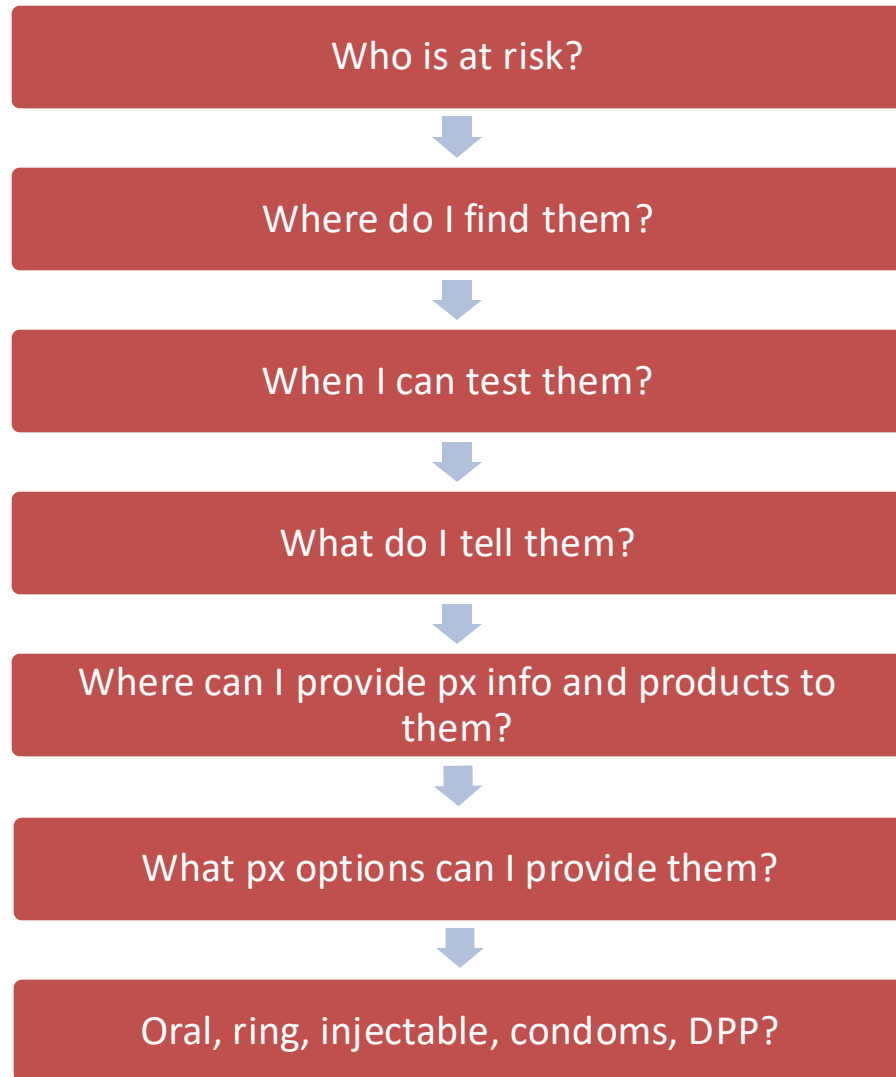 Who is at risk?
Where do I find them?
When I can test them?
What do I tell them?
Where can I provide px info and products to
them?
What px options can I provide them?
Oral, ring, injectable, condoms, DPP?